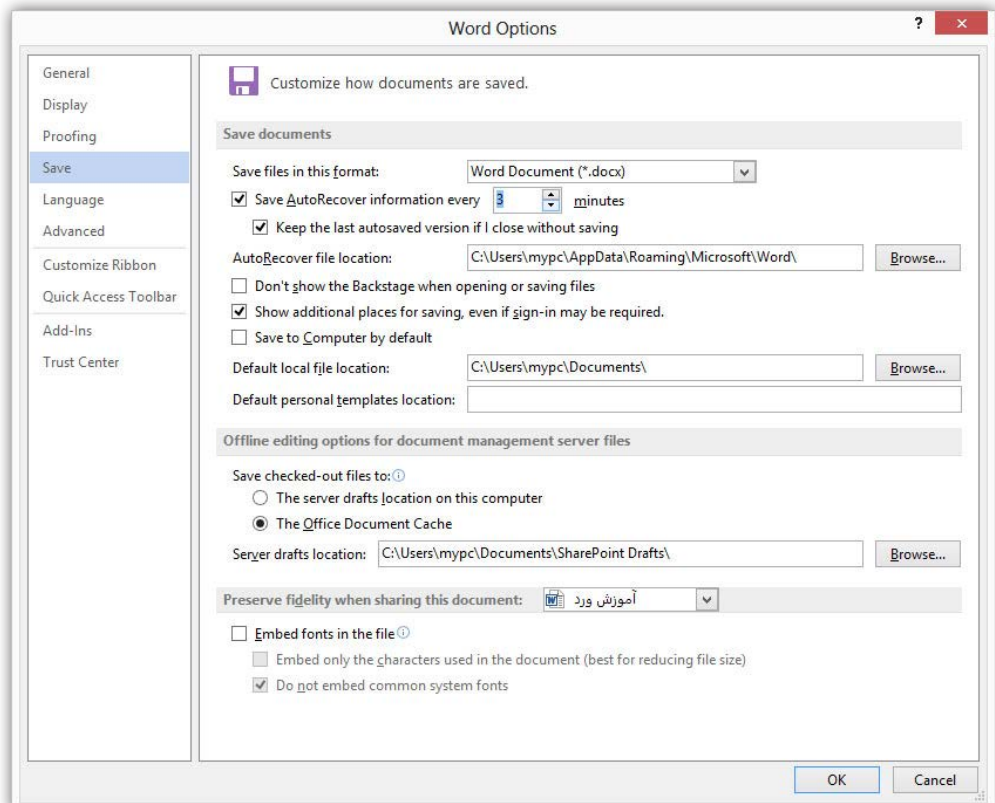 Word Options
?
General
Display
Proofing
Save
Language
Advanced
Customize Ribbon
Quick Access Toolbar
Add-Ins
Trust Center
Customize how documents are saved.
Save documents
Save files in this format: Word Document (*.docx)
Save AutoRecover information every 3 minutes
Keep the last autosaved version if I close without saving
AutoRecover file location: C:\Users\mypc\AppData\Roaming\Microsoft\Word\ Browse...
Don't show the Backstage when opening or saving files
Show additional places for saving, even if sign-in may be required.
Save to Computer by default
Default local file location: C:\Users\mypc\Documents\ Browse...
Default personal templates location:
Offline editing options for document management server files
Save checked-out files to:
The server drafts location on this computer
The Office Document Cache
Server drafts location: C:\Users\mypc\Documents\SharePoint Drafts\ Browse...
Preserve fidelity when sharing this document: آموزش ورد
Embed fonts in the file
Embed only the characters used in the document (best for reducing file size)
Do not embed common system fonts
OK Cancel